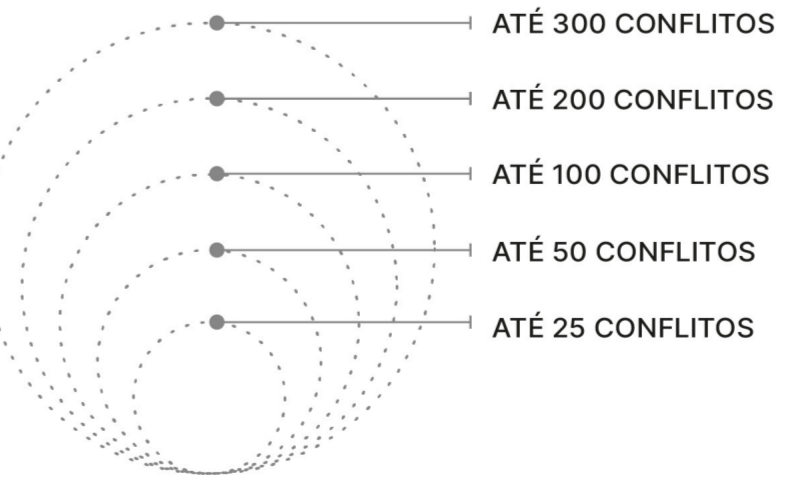 ATÉ 300 CONFLITOS
ATÉ 200 CONFLITOS
ATÉ 100 CONFLITOS
ATÉ 50 CONFLITOS
ATÉ 25 CONFLITOS